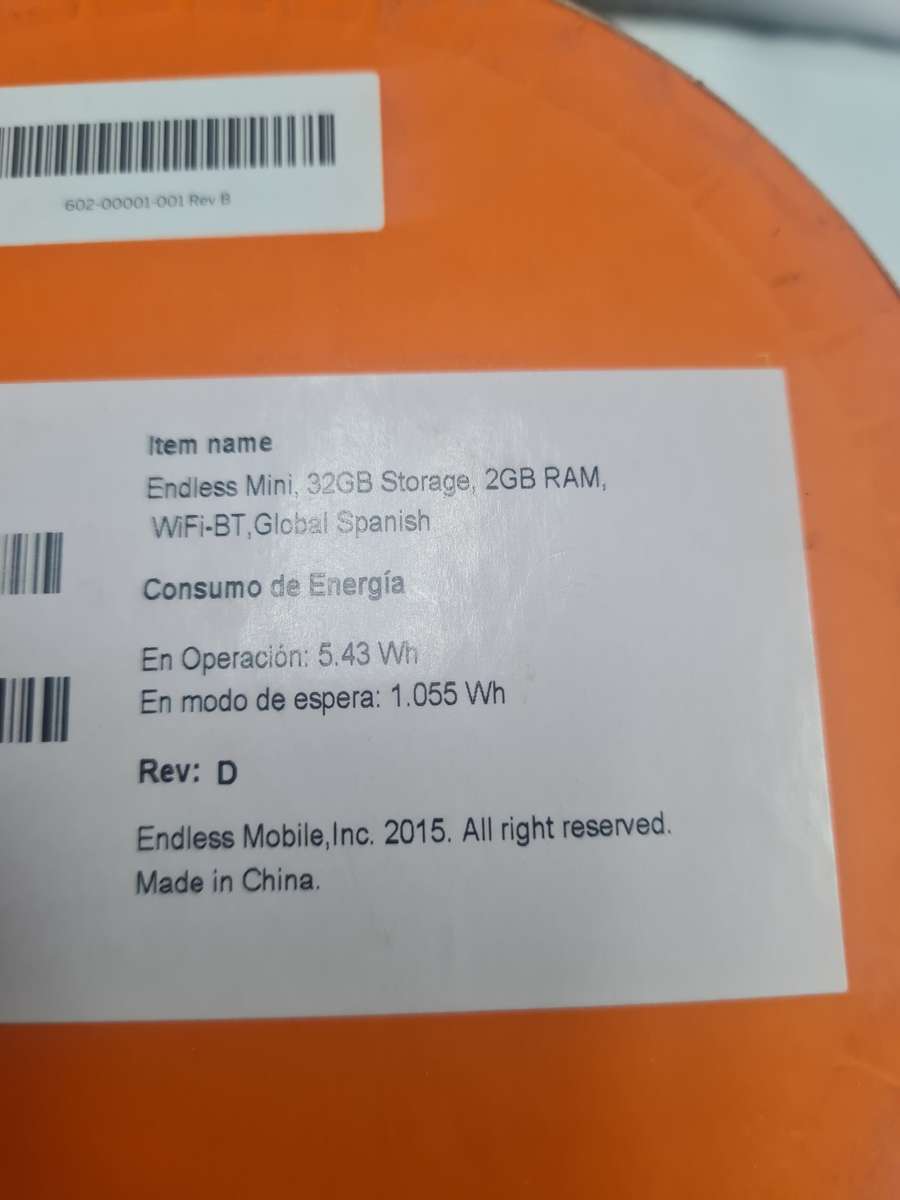 602-00001-001 Rev B
Item name
Endless Mini, 32GB Storage, 2GB RAM,
WiFi-BT,Global Spanish
Consumo de Energía
En Operación: 5.43 Wh
En modo de espera: 1.055 Wh
Rev: D
Endless Mobile,Inc. 2015. All right reserved.
Made in China.